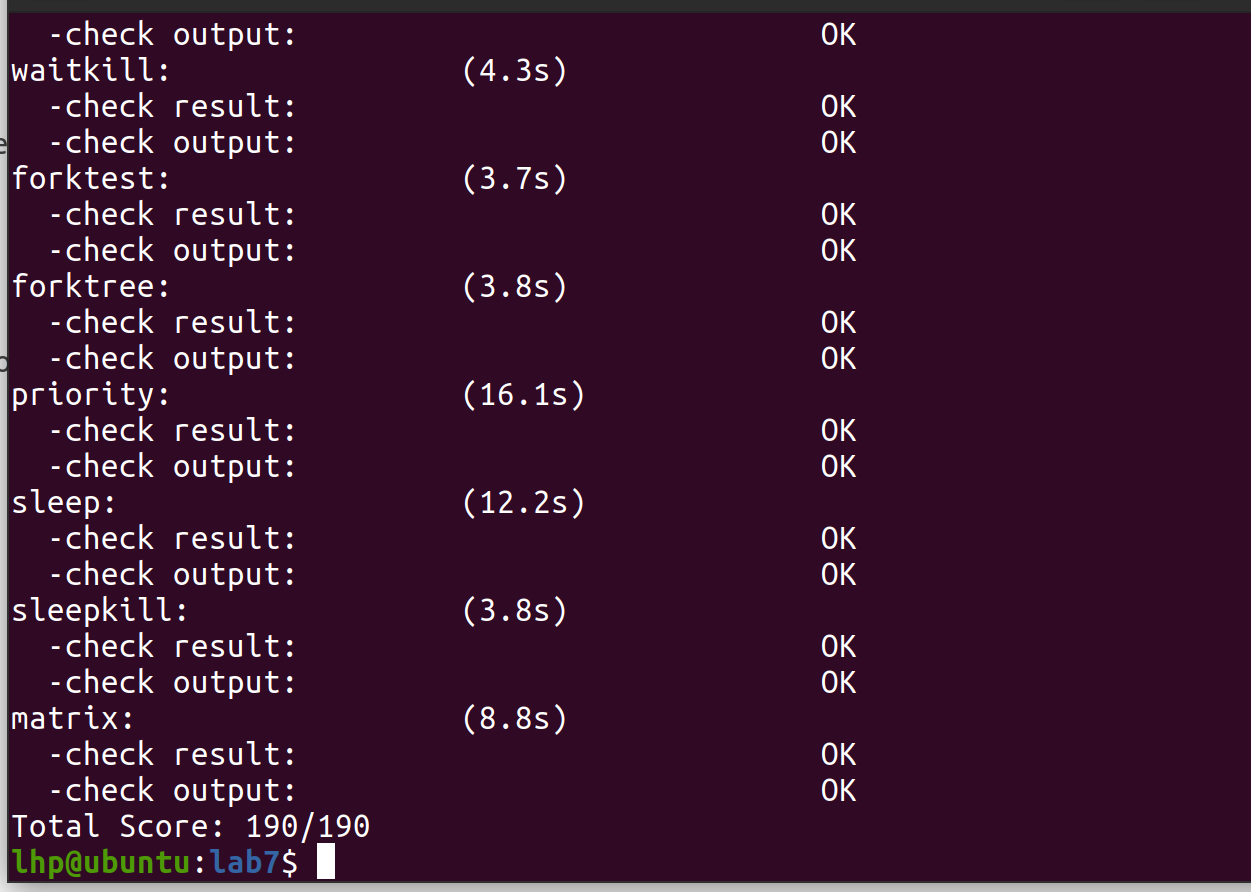 -check output:                             OK
waitkill:                (4.3s)
  -check result:                             OK
  -check output:                             OK
forktest:                (3.7s)
  -check result:                             OK
  -check output:                             OK
forktree:                (3.8s)
  -check result:                             OK
  -check output:                             OK
priority:                (16.1s)
  -check result:                             OK
  -check output:                             OK
sleep:                   (12.2s)
  -check result:                             OK
  -check output:                             OK
sleepkill:               (3.8s)
  -check result:                             OK
  -check output:                             OK
matrix:                  (8.8s)
  -check result:                             OK
  -check output:                             OK
Total Score: 190/190
lhp@ubuntu:lab7$